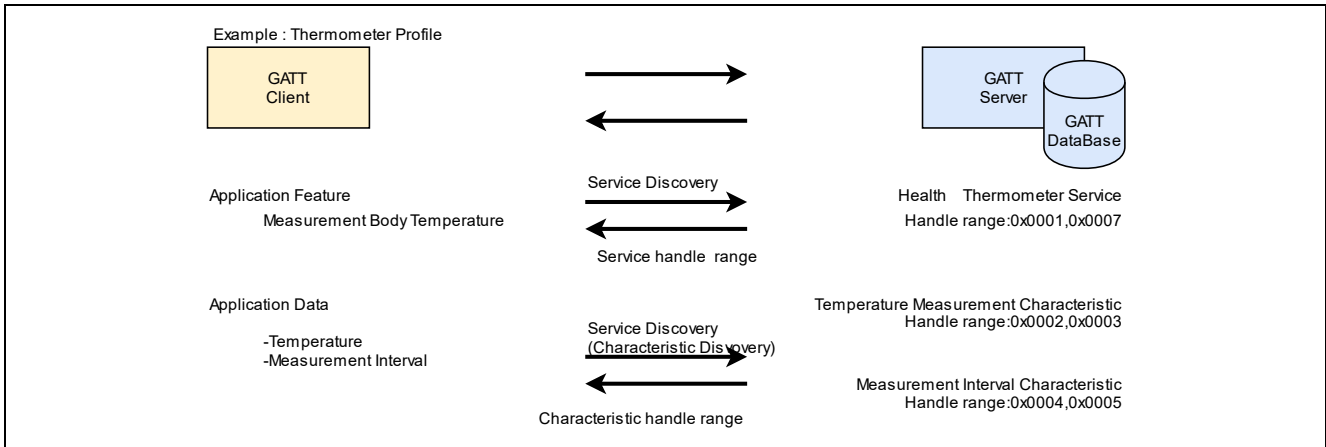 Example : Thermometer Profile
GATT
Client
GATT
Server
GATT
DataBase
Application Feature
Measurement Body Temperature
Service Discovery
Service handle range
Health Thermometer Service
Handle range:0x0001,0x0007
Application Data
-Temperature
-Measurement Interval
Service Discovery
(Characteristic Disvovery)
Characteristic handle range
Temperature Measurement Characteristic
Handle range:0x0002,0x0003
Measurement Interval Characteristic
Handle range:0x0004,0x0005